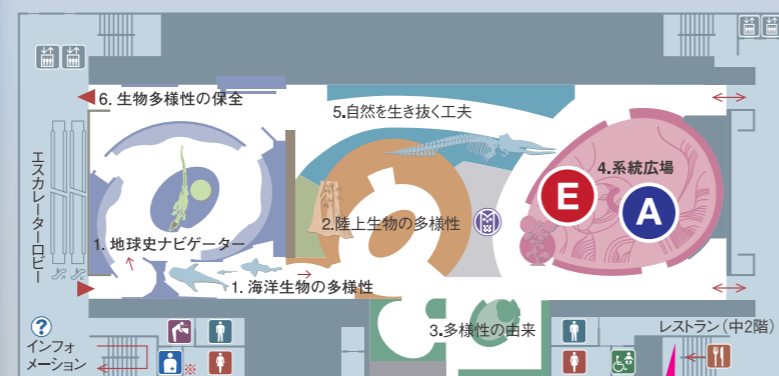 6. 生物多様性の保全
5.自然を生き抜く工夫
4.系統広場
E
A
エスカレーターロビー
2.陸上生物の多様性
1. 地球史ナビゲーター
1. 海洋生物の多様性
3.多様性の由来
?
インフォ
メーション
※
レストラン(中2階)